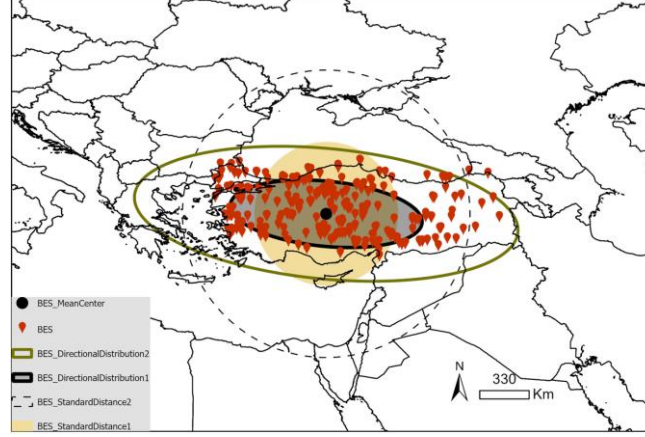 BES_MeanCenter
BES
BES_DirectionalDistribution2
BES_DirectionalDistribution1
BES_StandardDistance2
BES_StandardDistance1
N
330
Km